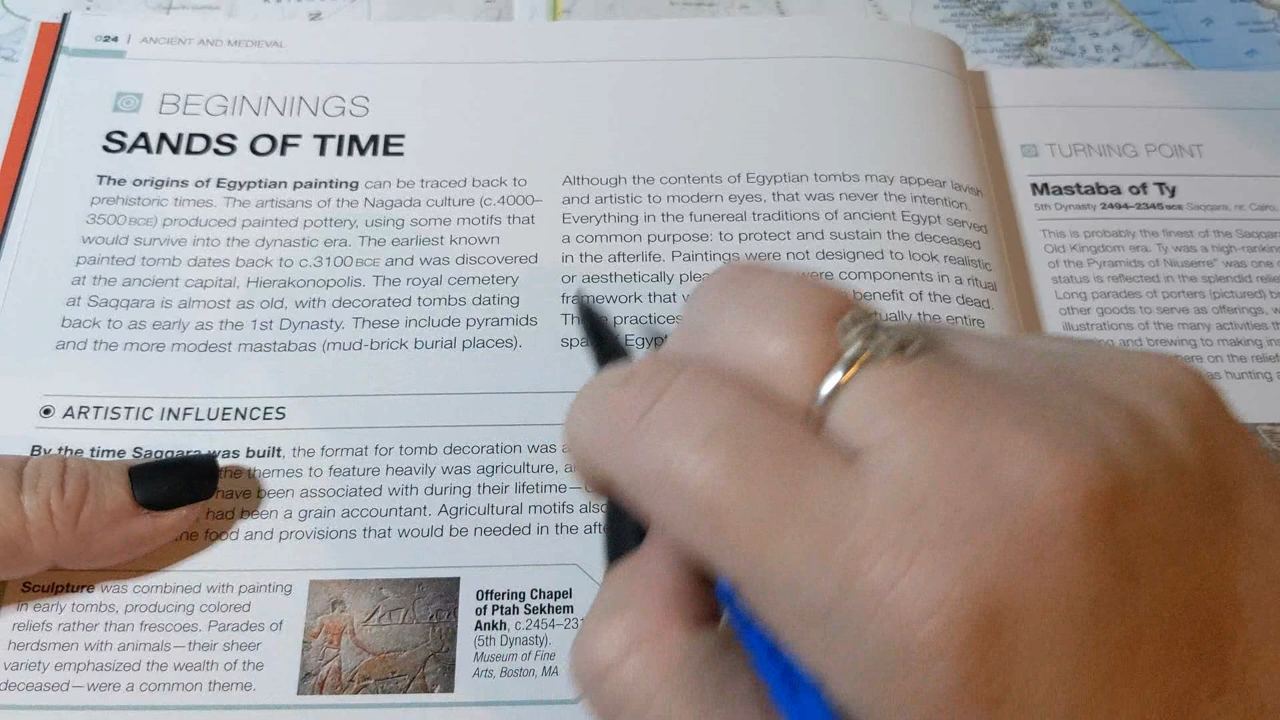 024 | ANCIENT AND MEDIEVAL
BEGINNINGS
SANDS OF TIME
The origins of Egyptian painting can be traced back to
prehistoric times. The artisans of the Nagada culture (c.4000–
3500 BCE) produced painted pottery, using some motifs that
would survive into the dynastic era. The earliest known
painted tomb dates back to c.3100 BCE and was discovered
at the ancient capital, Hierakonopolis. The royal cemetery
at Saqqara is almost as old, with decorated tombs dating
back to as early as the 1st Dynasty. These include pyramids
and the more modest mastabas (mud-brick burial places).
Although the contents of Egyptian tombs may appear lavish
and artistic to modern eyes, that was never the intention.
Everything in the funereal traditions of ancient Egypt served
a common purpose: to protect and sustain the deceased
in the afterlife. Paintings were not designed to look realistic
or aesthetically were components in a ritual
framework that benefit of the dead.
practices the entire
Egypt
ARTISTIC INFLUENCES
By the time Saqqara was built, the format for tomb decoration was
the themes to feature heavily was agriculture,
have been associated with during their lifetime—
had been a grain accountant. Agricultural motifs also
food and provisions that would be needed in the
Sculpture was combined with painting
in early tombs, producing colored
reliefs rather than frescoes. Parades of
herdsmen with animals—their sheer
variety emphasized the wealth of the
deceased—were a common theme.
Offering Chapel
of Ptah Sekhem
Ankh, c.2454–
(5th Dynasty).
Museum of Fine
Arts, Boston, MA
TURNING POINT
Mastaba of Ty
5th Dynasty 2494–2345 BCE Saqqara, nr. Cairo,
This is probably the finest of the
Old Kingdom era. Ty was a
of the Pyramids of Niuserre" was one
status is reflected in the splendid
Long parades of porters (pictured)
other goods to serve as offerings,
illustrations of the many activities
and brewing to making
on the
as hunting
RED
SEA